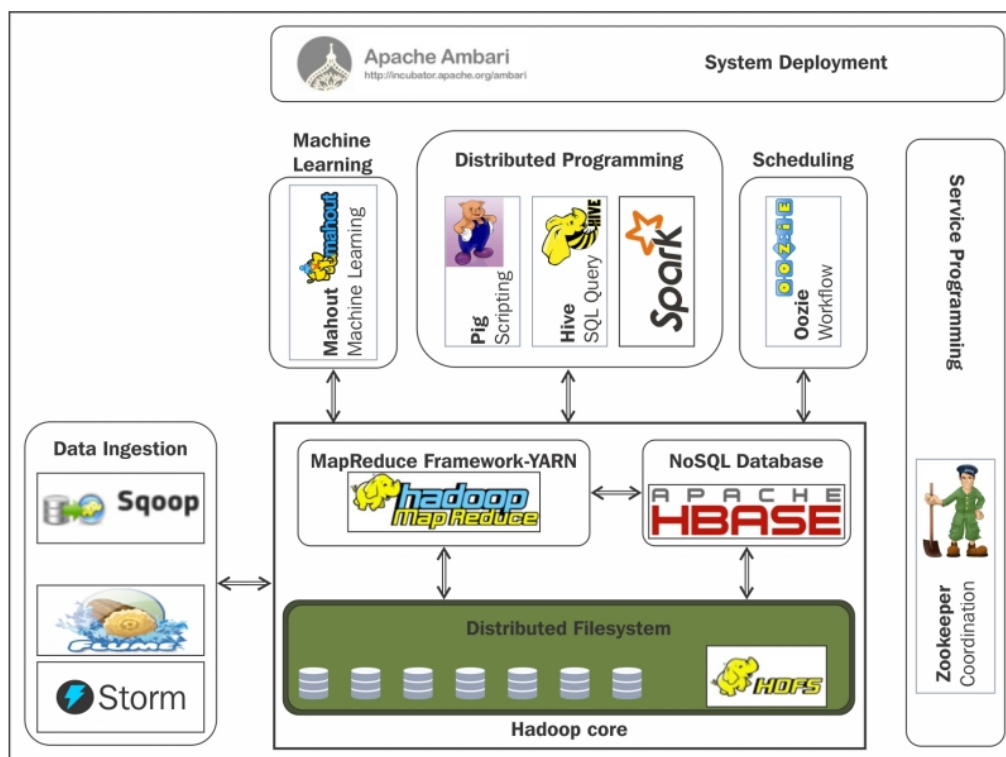 Apache Ambari
http://incubator.apache.org/ambari
System Deployment
Machine
Learning
mahout
Mahout
Machine Learning
Distributed Programming
Pig
Scripting
HIVE
Hive
SQL Query
Spark
Scheduling
OOZIE
Oozie
Workflow
Service Programming
Zookeeper
Coordination
Data Ingestion
Sqoop
FLUME
Storm
MapReduce Framework-YARN
hadoop
Map Reduce
NoSQL Database
APACHE
HBASE
Distributed Filesystem
HDFS
Hadoop core